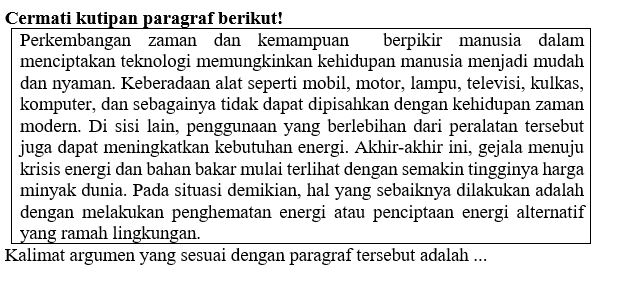 Cermati kutipan paragraf berikut!
Perkembangan zaman dan kemampuan berpikir manusia dalam
menciptakan teknologi memungkinkan kehidupan manusia menjadi mudah
dan nyaman. Keberadaan alat seperti mobil, motor, lampu, televisi, kulkas,
komputer, dan sebagainya tidak dapat dipisahkan dengan kehidupan zaman
modern. Di sisi lain, penggunaan yang berlebihan dari peralatan tersebut
juga dapat meningkatkan kebutuhan energi. Akhir-akhir ini, gejala menuju
krisis energi dan bahan bakar mulai terlihat dengan semakin tingginya harga
minyak dunia. Pada situasi demikian, hal yang sebaiknya dilakukan adalah
dengan melakukan penghematan energi atau penciptaan energi alternatif
yang ramah lingkungan.
Kalimat argumen yang sesuai dengan paragraf tersebut adalah ...